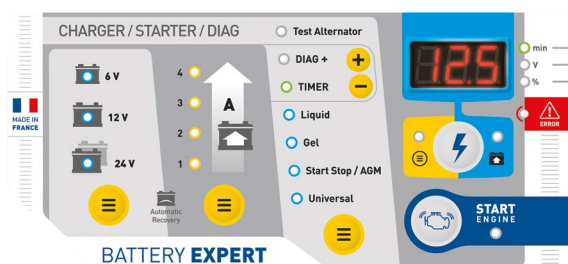 CHARGER / STARTER / DIAG
6 V
12 V
24 V
4
3
2
1
A
Automatic
Recovery
Test Alternator
DIAG +
TIMER
+
−
Liquid
Gel
Start Stop / AGM
Universal
12.5
min
V
%
ERROR
START
ENGINE
MADE IN
FRANCE
BATTERY EXPERT